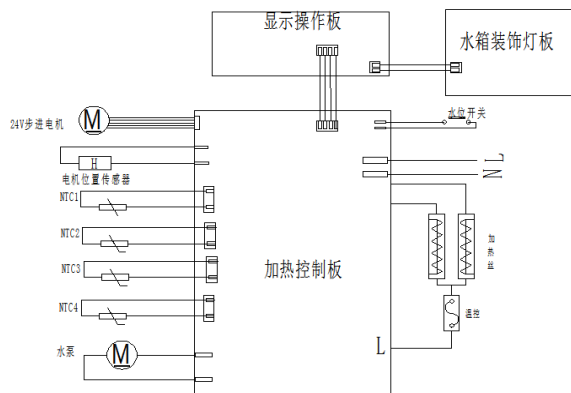 显示操作板
水箱装饰灯板
24V步进电机
M
水位开关
H
电机位置传感器
L
N
NTC1
NTC2
NTC3
NTC4
加热控制板
加热丝
温控
L
水泵
M